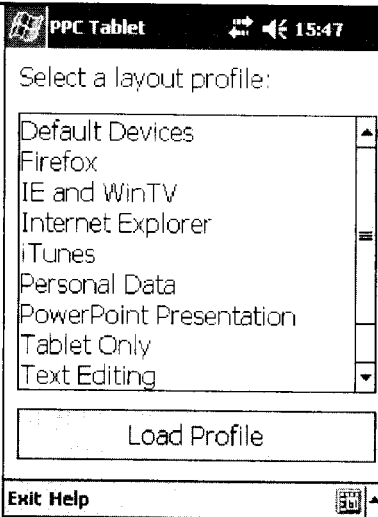 PPC Tablet 15:47
Select a layout profile:
Default Devices
Firefox
IE and WinTV
Internet Explorer
iTunes
Personal Data
PowerPoint Presentation
Tablet Only
Text Editing
Load Profile
Exit Help